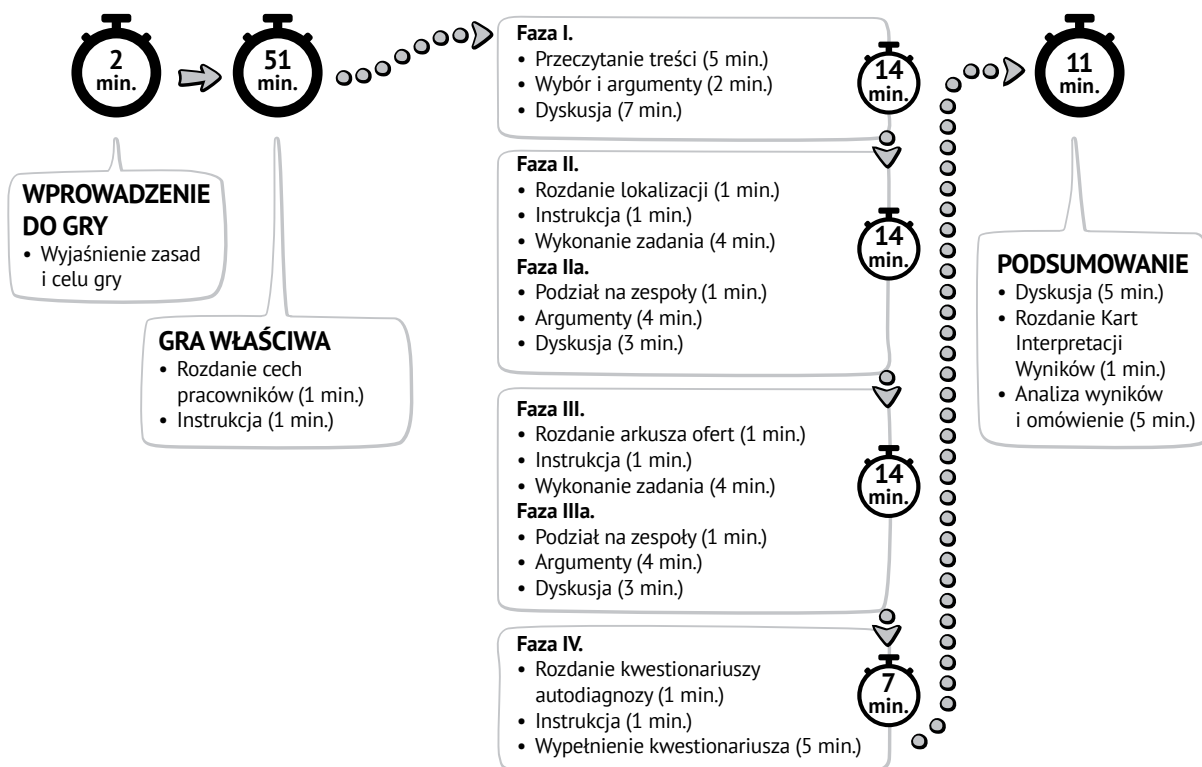 2
min.
WPROWADZENIE
DO GRY
• Wyjaśnienie zasad
i celu gry
51
min.
GRA WŁAŚCIWA
• Rozdanie cech
pracowników (1 min.)
• Instrukcja (1 min.)
Faza I.
• Przeczytanie treści (5 min.)
• Wybór i argumenty (2 min.)
• Dyskusja (7 min.)
14
min.
Faza II.
• Rozdanie lokalizacji (1 min.)
• Instrukcja (1 min.)
• Wykonanie zadania (4 min.)
Faza IIa.
• Podział na zespoły (1 min.)
• Argumenty (4 min.)
• Dyskusja (3 min.)
14
min.
Faza III.
• Rozdanie arkusza ofert (1 min.)
• Instrukcja (1 min.)
• Wykonanie zadania (4 min.)
Faza IIIa.
• Podział na zespoły (1 min.)
• Argumenty (4 min.)
• Dyskusja (3 min.)
14
min.
Faza IV.
• Rozdanie kwestionariuszy
autodiagnozy (1 min.)
• Instrukcja (1 min.)
• Wypełnienie kwestionariusza (5 min.)
7
min.
11
min.
PODSUMOWANIE
• Dyskusja (5 min.)
• Rozdanie Kart
Interpretacji
Wyników (1 min.)
• Analiza wyników
i omówienie (5 min.)